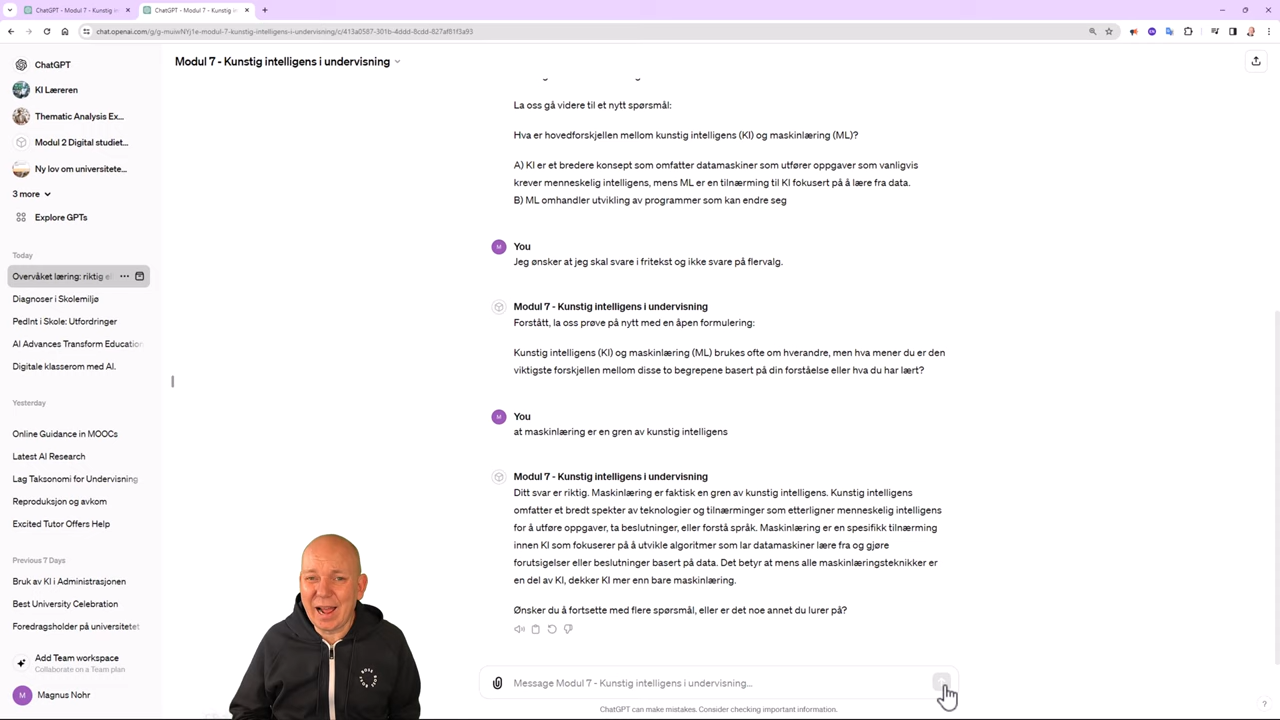 ChatGPT - Kunstig intelligens i
ChatGPT - Kunstig intelligens i
chat.openai.com/g/g-muiwNYj1e-modul-7-kunstig-intelligens-i-undervisning/c/413a0587-301b-4ddd-8cdd-827af81f3a93
ChatGPT
KI Læreren
Thematic Analysis Ex...
Modul 2 Digital studiet...
Ny lov om universitete...
3 more
Explore GPTs
Today
Overvåket læring: riktig el
Diagnoser i Skolemiljø
PedInt i Skole: Utfordringer
AI Advances Transform Education
Digitale klasserom med AI.
Yesterday
Online Guidance in MOOCs
Latest AI Research
Lag Taksonomi for Undervisning
Reproduksjon og avkom
Excited Tutor Offers Help
Previous 7 Days
Bruk av KI i Administrasjonen
Best University Celebration
Foredragsholder på universitetet
Add Team workspace
Collaborate on a Team plan
M Magnus Nohr
Modul 7 - Kunstig intelligens i undervisning
La oss gå videre til et nytt spørsmål:
Hva er hovedforskjellen mellom kunstig intelligens (KI) og maskinlæring (ML)?
A) KI er et bredere konsept som omfatter datamaskiner som utfører oppgaver som vanligvis
krever menneskelig intelligens, mens ML er en tilnærming til KI fokusert på å lære fra data.
B) ML omhandler utvikling av programmer som kan endre seg
M You
Jeg ønsker at jeg skal svare i fritekst og ikke svare på flervalg.
Modul 7 - Kunstig intelligens i undervisning
Forstått, la oss prøve på nytt med en åpen formulering:
Kunstig intelligens (KI) og maskinlæring (ML) brukes ofte om hverandre, men hva mener du er den
viktigste forskjellen mellom disse to begrepene basert på din forståelse eller hva du har lært?
M You
at maskinlæring er en gren av kunstig intelligens
Modul 7 - Kunstig intelligens i undervisning
Ditt svar er riktig. Maskinlæring er faktisk en gren av kunstig intelligens. Kunstig intelligens
omfatter et bredt spekter av teknologier og tilnærminger som etterligner menneskelig intelligens
for å utføre oppgaver, ta beslutninger, eller forstå språk. Maskinlæring er en spesifikk tilnærming
innen KI som fokuserer på å utvikle algoritmer som lar datamaskiner lære fra og gjøre
forutsigelser eller beslutninger basert på data. Det betyr at mens alle maskinlæringsteknikker er
en del av KI, dekker KI mer enn bare maskinlæring.
Ønsker du å fortsette med flere spørsmål, eller er det noe annet du lurer på?
Message Modul 7 - Kunstig intelligens i undervisning...
ChatGPT can make mistakes. Consider checking important information.
?